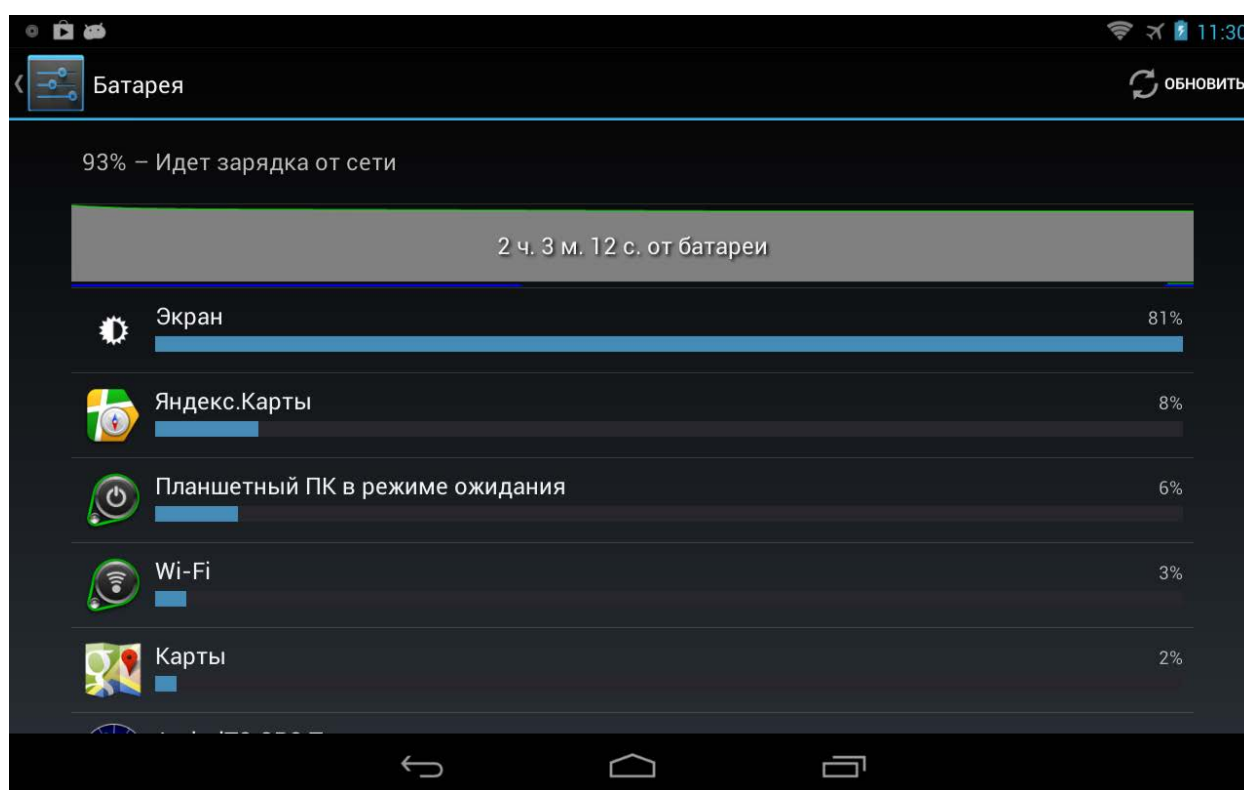 11:30
Батарея
ОБНОВИТЬ
93% – Идет зарядка от сети
2 ч. 3 м. 12 с. от батареи
Экран 81%
Яндекс.Карты 8%
Планшетный ПК в режиме ожидания 6%
Wi-Fi 3%
Карты 2%